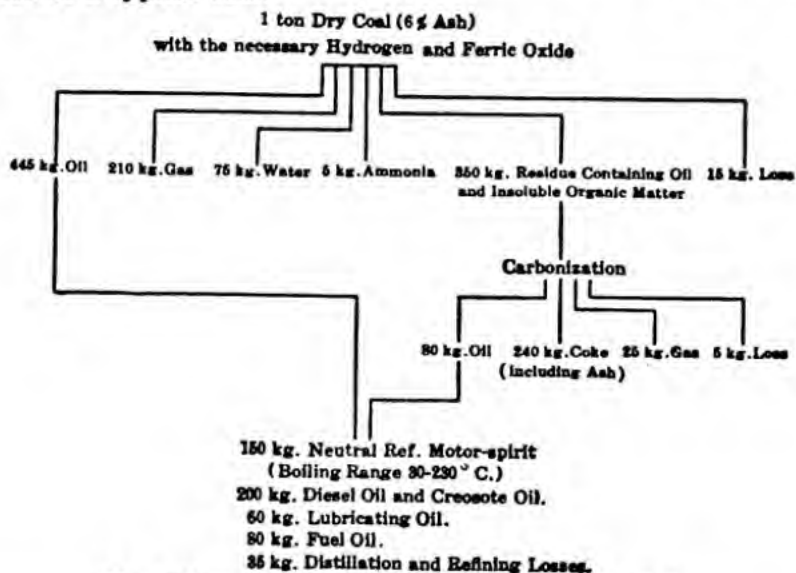 1 ton Dry Coal (6% Ash)
with the necessary Hydrogen and Ferric Oxide
445 kg. Oil 210 kg. Gas 75 kg. Water 5 kg. Ammonia 350 kg. Residue Containing Oil 15 kg. Loss
and Insoluble Organic Matter
Carbonization
80 kg. Oil 240 kg. Coke 25 kg. Gas 5 kg. Loss
(including Ash)
150 kg. Neutral Ref. Motor-spirit
(Boiling Range 30-230° C.)
200 kg. Diesel Oil and Creosote Oil.
60 kg. Lubricating Oil.
80 kg. Fuel Oil.
35 kg. Distillation and Refining Losses.